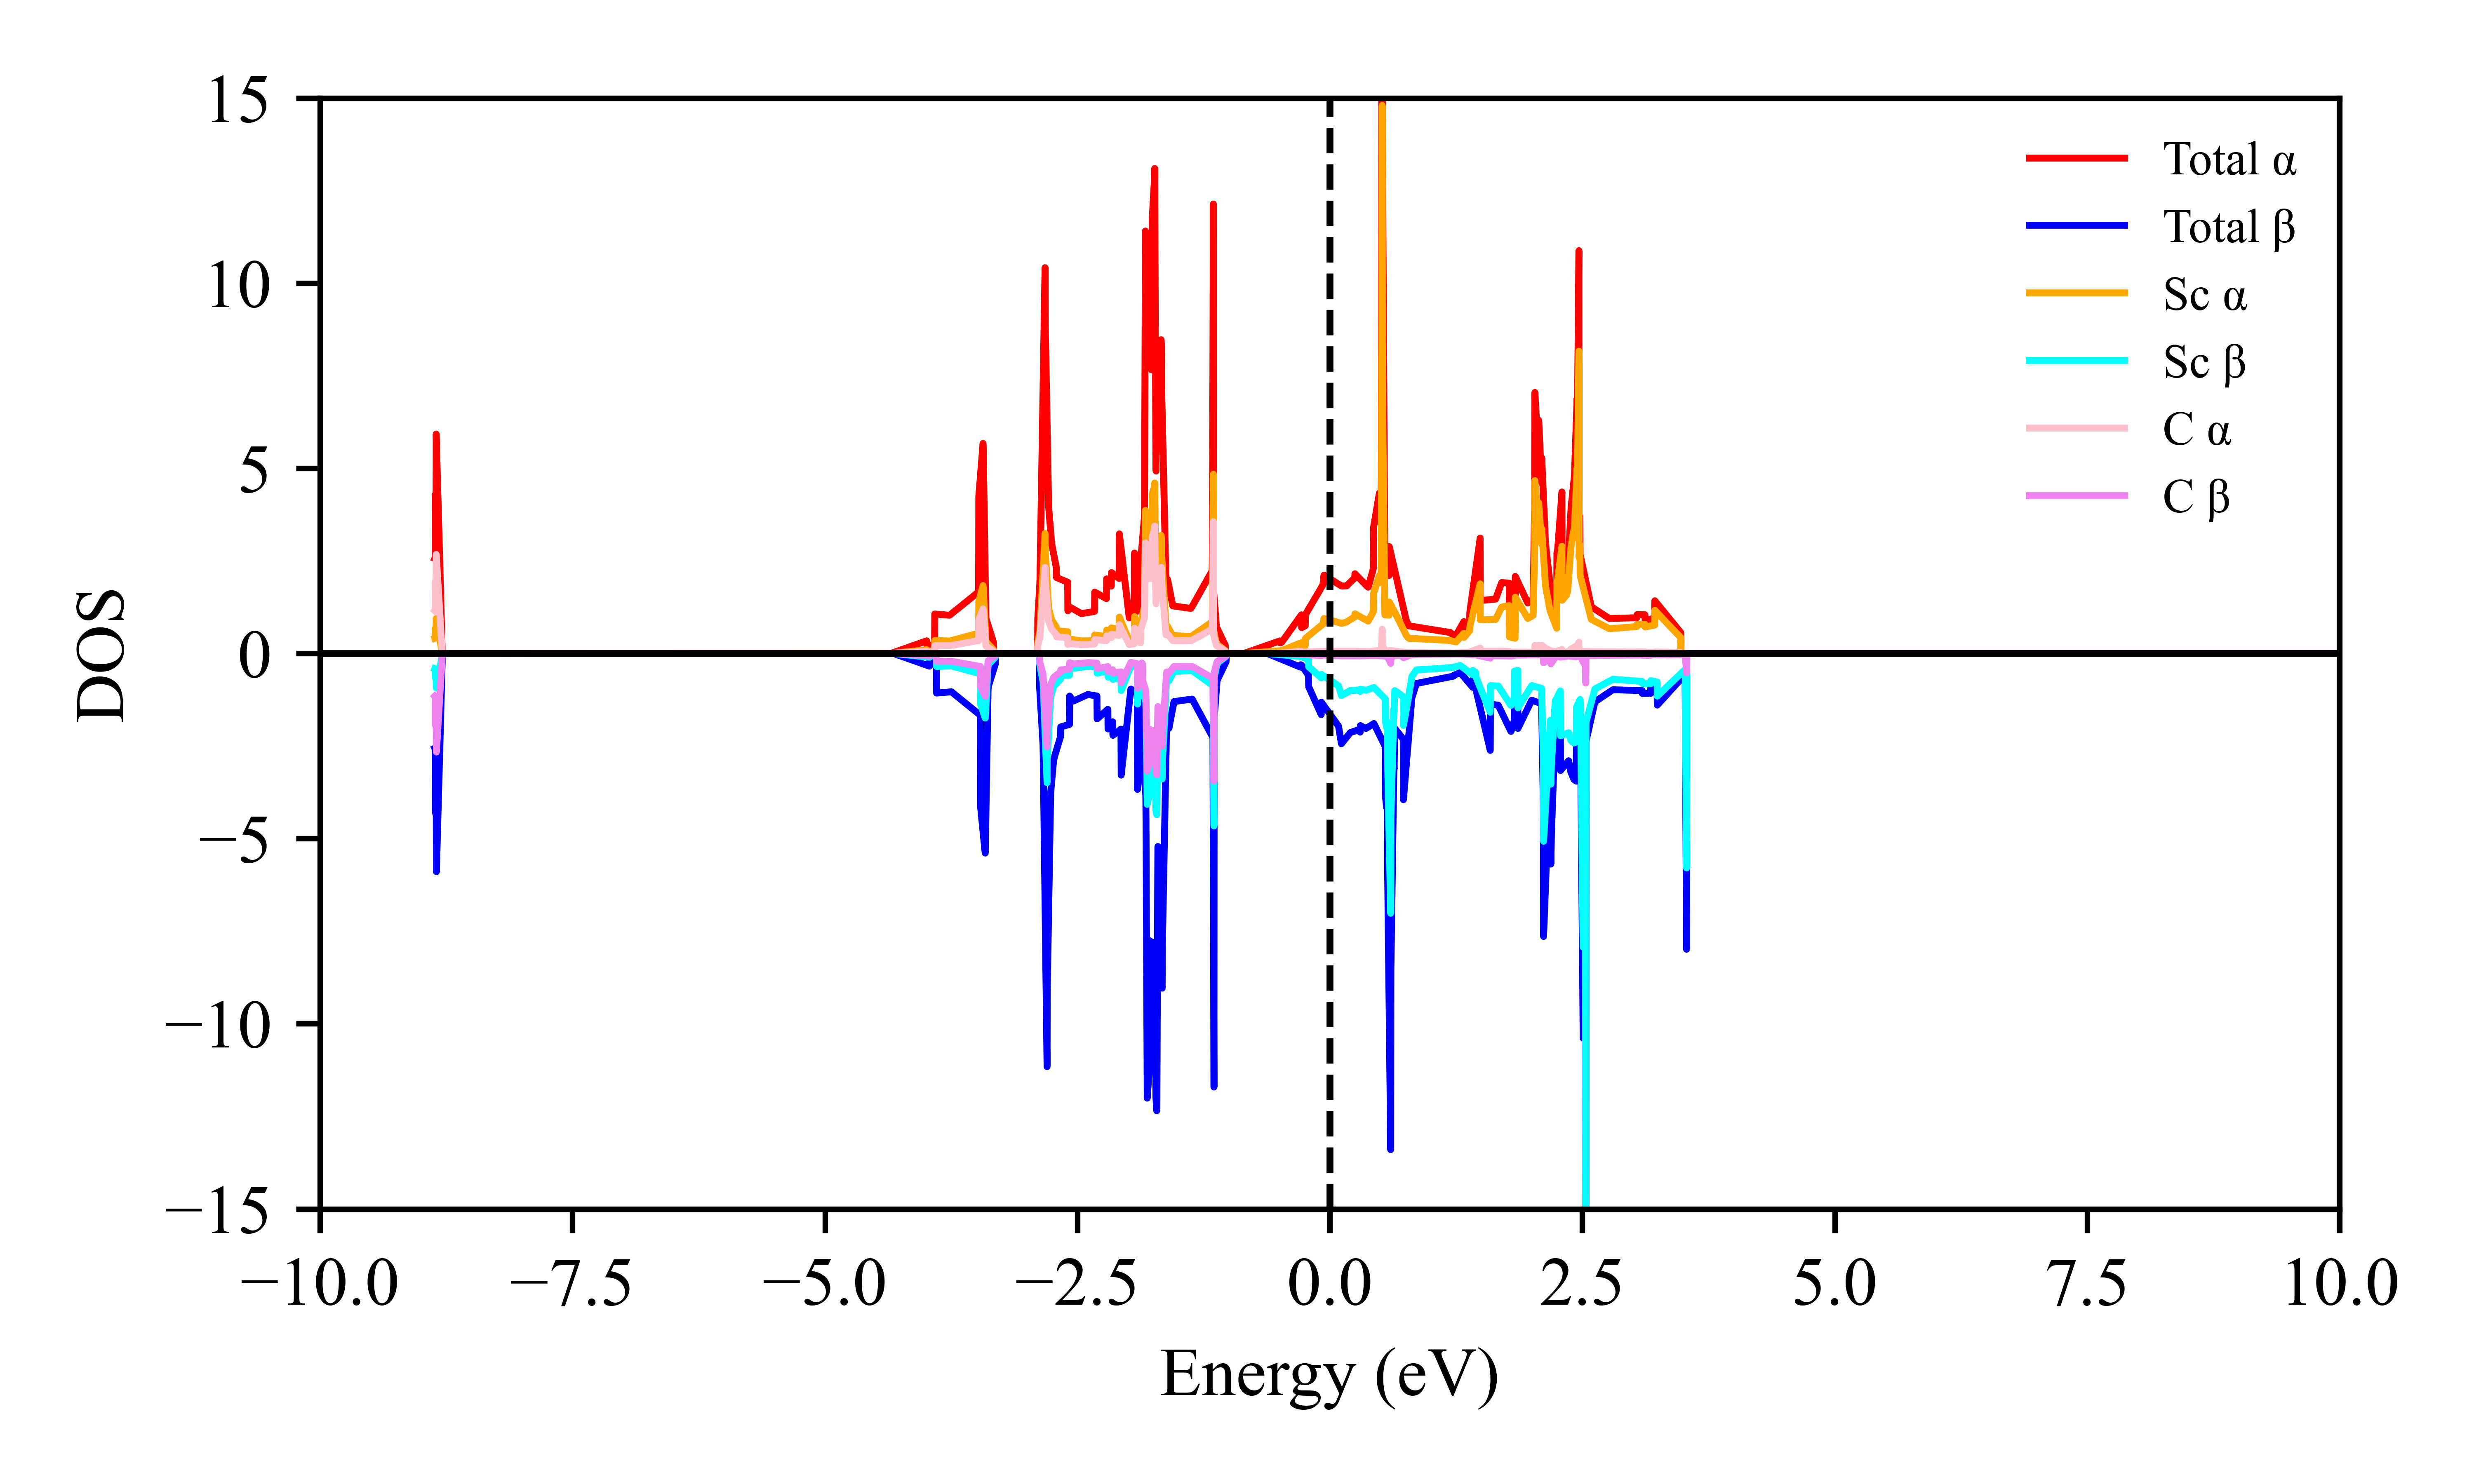 15
10
5
0
−5
−10
−15
DOS
Total α
Total β
Sc α
Sc β
C α
C β
−10.0 −7.5 −5.0 −2.5 0.0 2.5 5.0 7.5 10.0
Energy (eV)